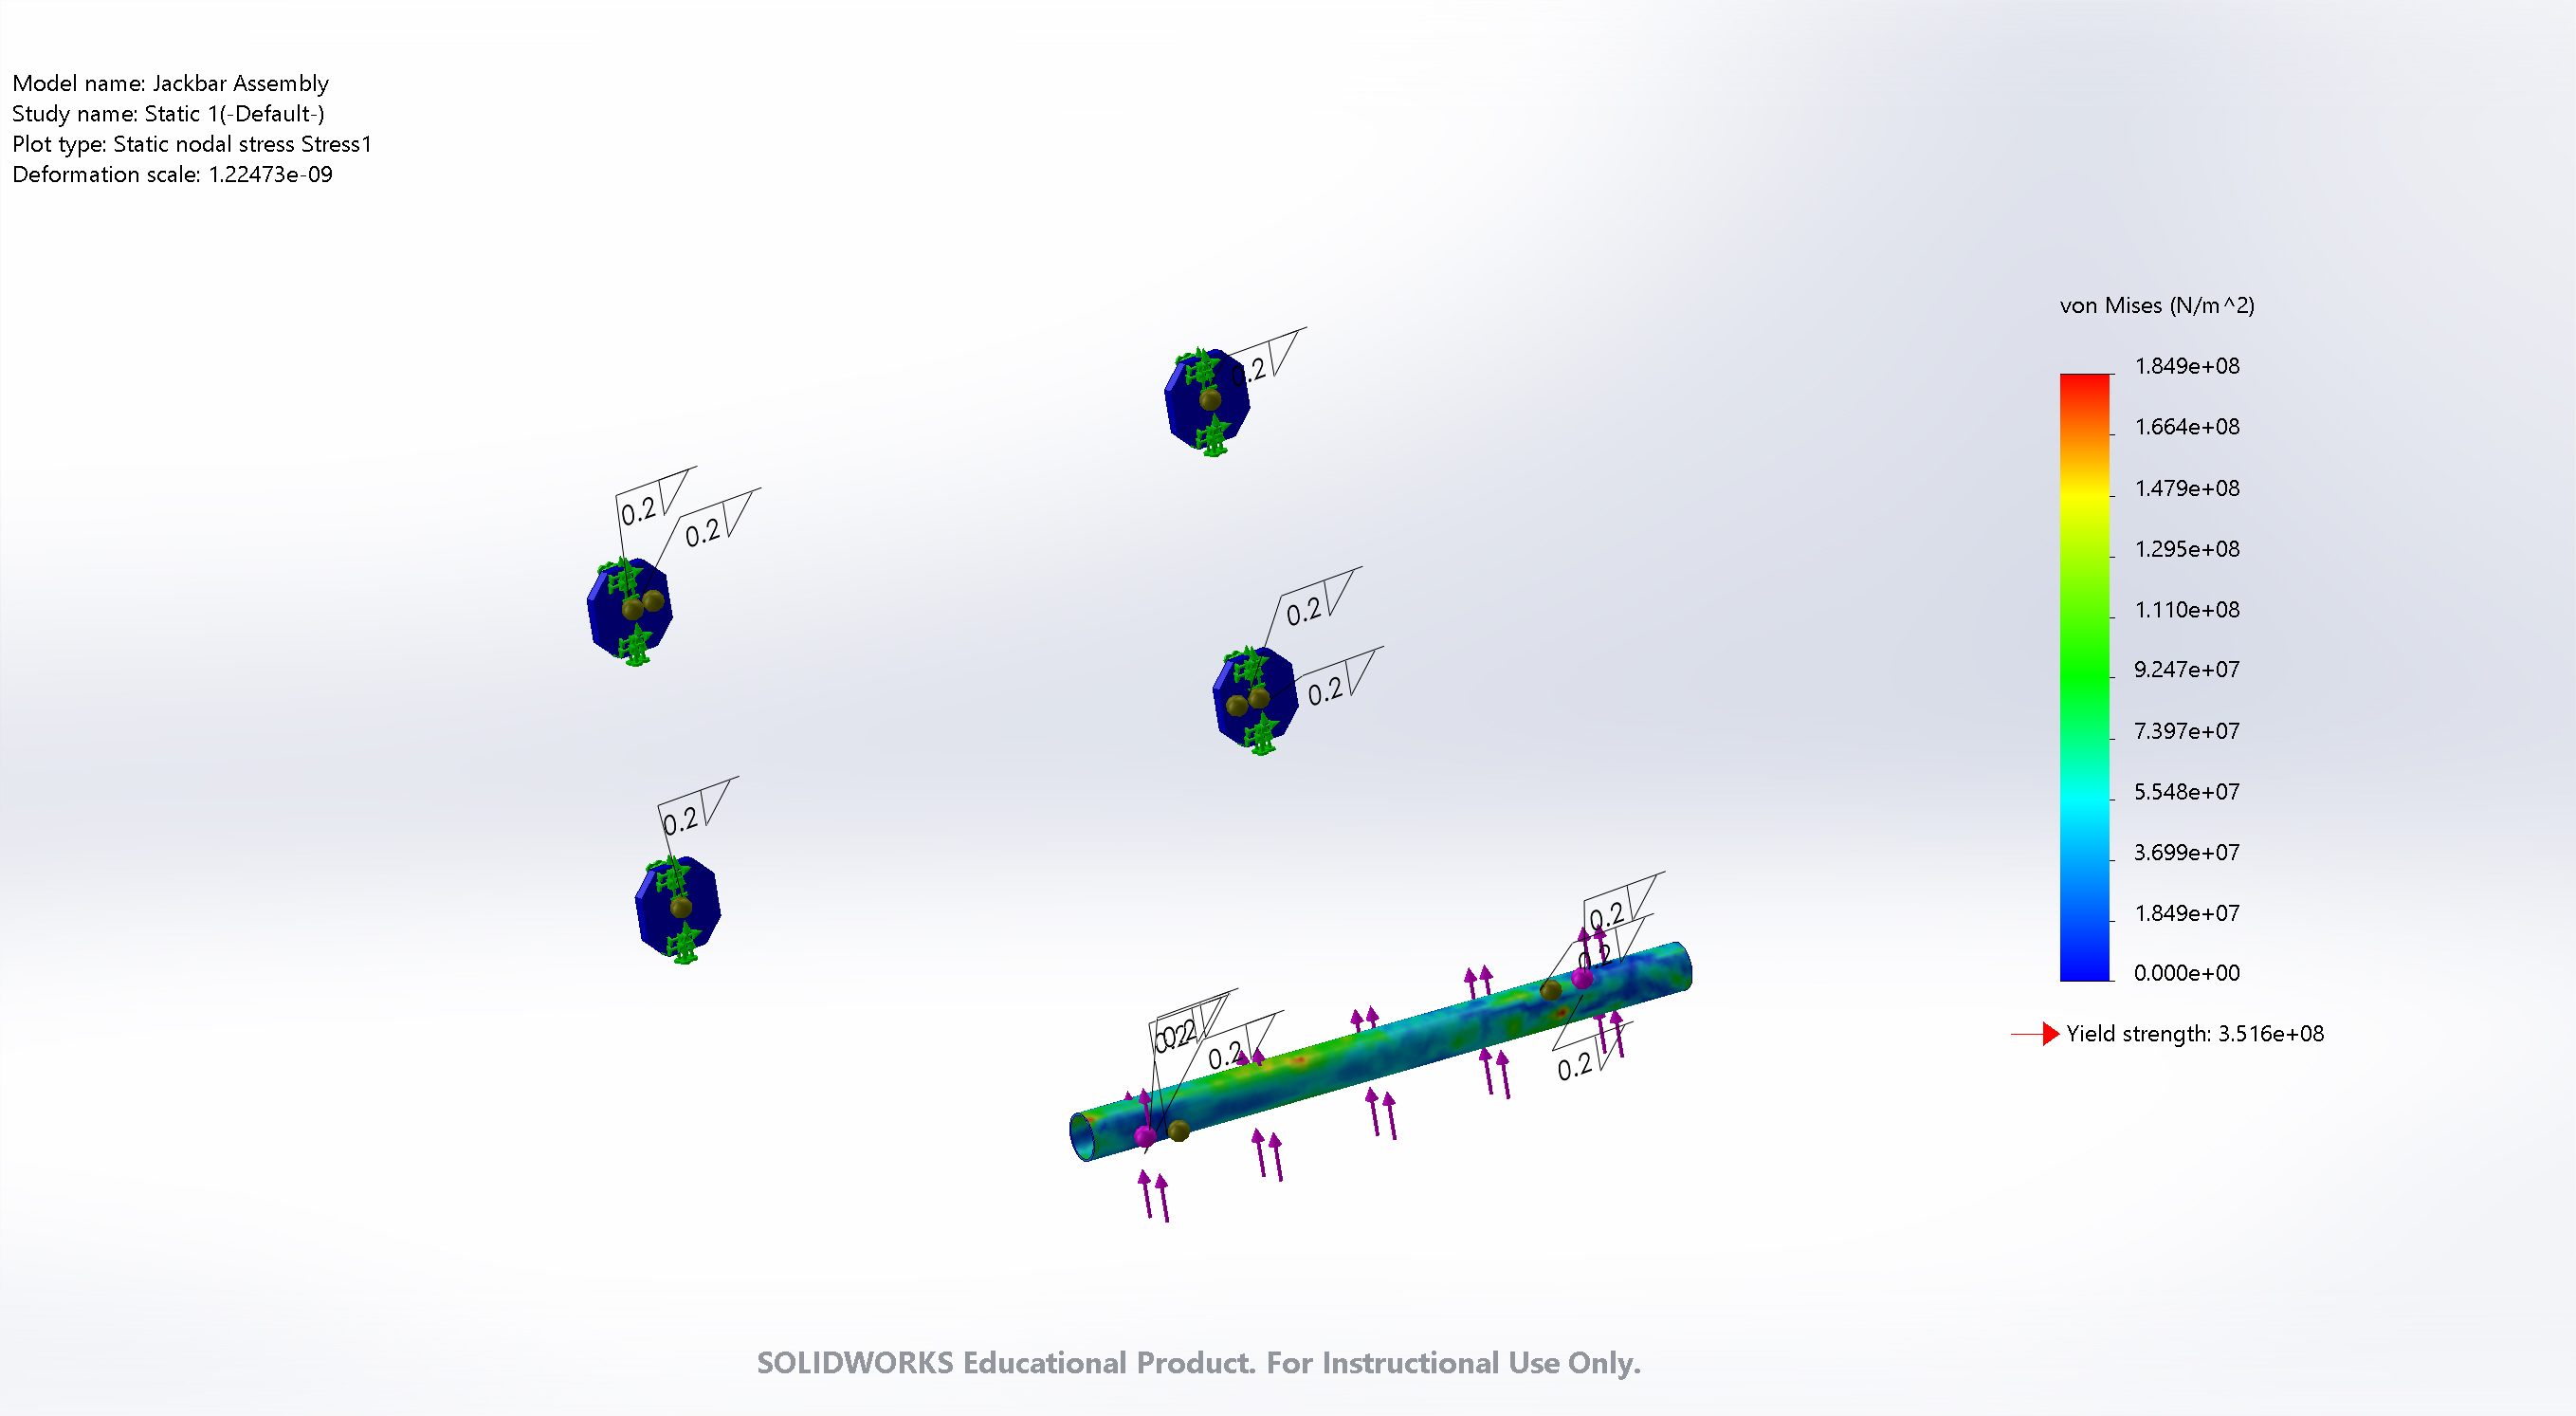 Model name: Jackbar Assembly
Study name: Static 1(-Default-)
Plot type: Static nodal stress Stress1
Deformation scale: 1.22473e-09
von Mises (N/m^2)
1.849e+08
1.664e+08
1.479e+08
1.295e+08
1.110e+08
9.247e+07
7.397e+07
5.548e+07
3.699e+07
1.849e+07
0.000e+00
Yield strength: 3.516e+08
0.2
0.2
0.2
0.2
0.2
0.2
0.2
0.2
0.2
0.2
0.2
0.2
SOLIDWORKS Educational Product. For Instructional Use Only.